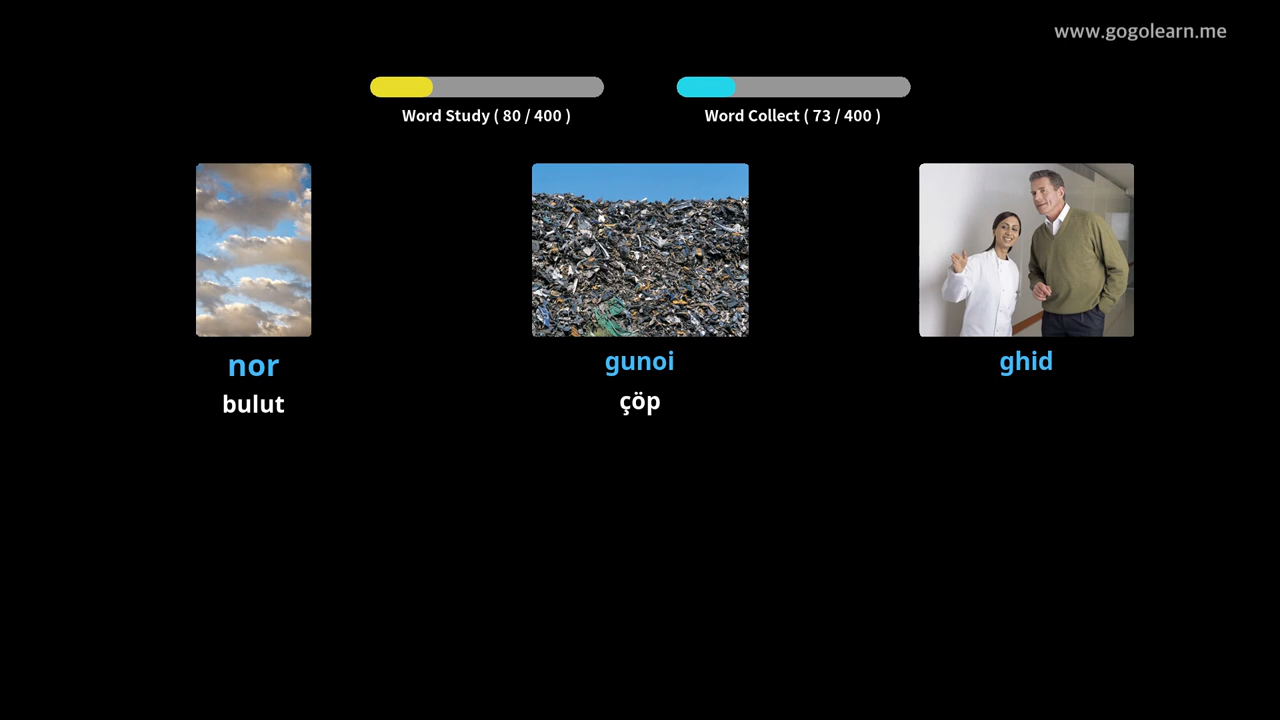 www.gogolearn.me
Word Study ( 80 / 400 )
Word Collect ( 73 / 400 )
nor
gunoi
ghid
bulut
çöp